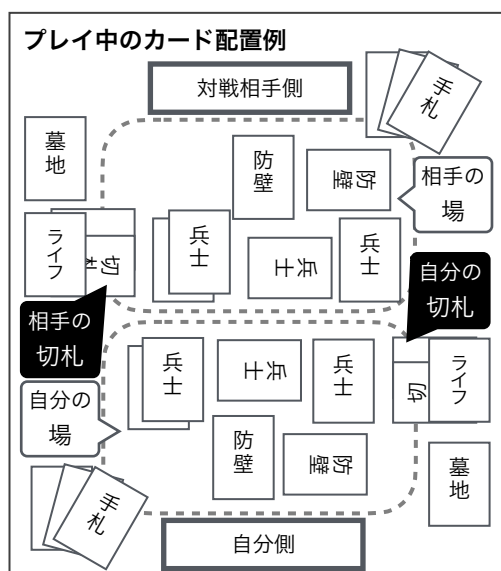 プレイ中のカード配置例
対戦相手側
手札
墓地
防壁
防壁
相手の
場
ライフ
切札
兵士
兵士
兵士
自分の
切札
相手の
切札
兵士
兵士
兵士
切
ライフ
自分の
場
防壁
防壁
墓地
手札
自分側